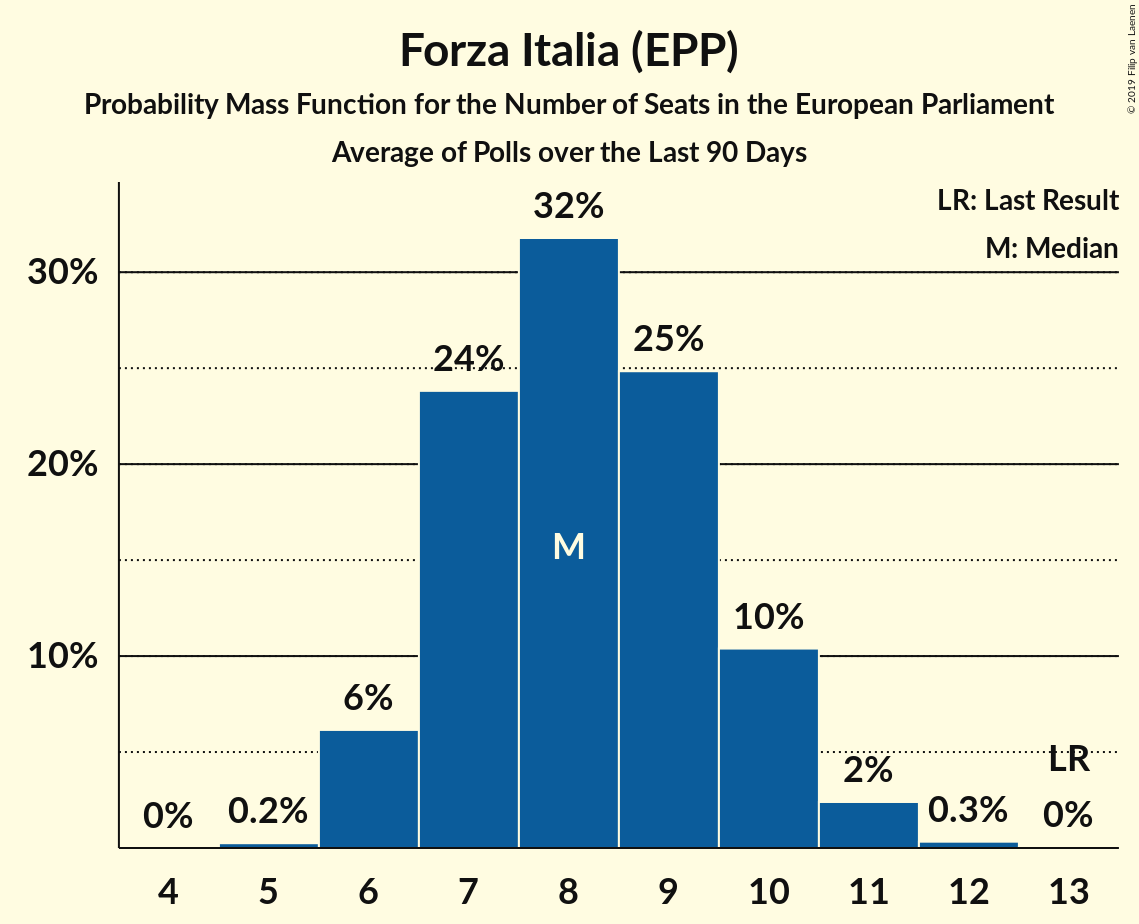 Forza Italia (EPP)
Probability Mass Function for the Number of Seats in the European Parliament
Average of Polls over the Last 90 Days
© 2019 Filip van Laenen
LR: Last Result
M: Median
30%
20%
10%
0%
0.2%
6%
24%
32%
M
25%
10%
2%
0.3%
LR
0%
4 5 6 7 8 9 10 11 12 13